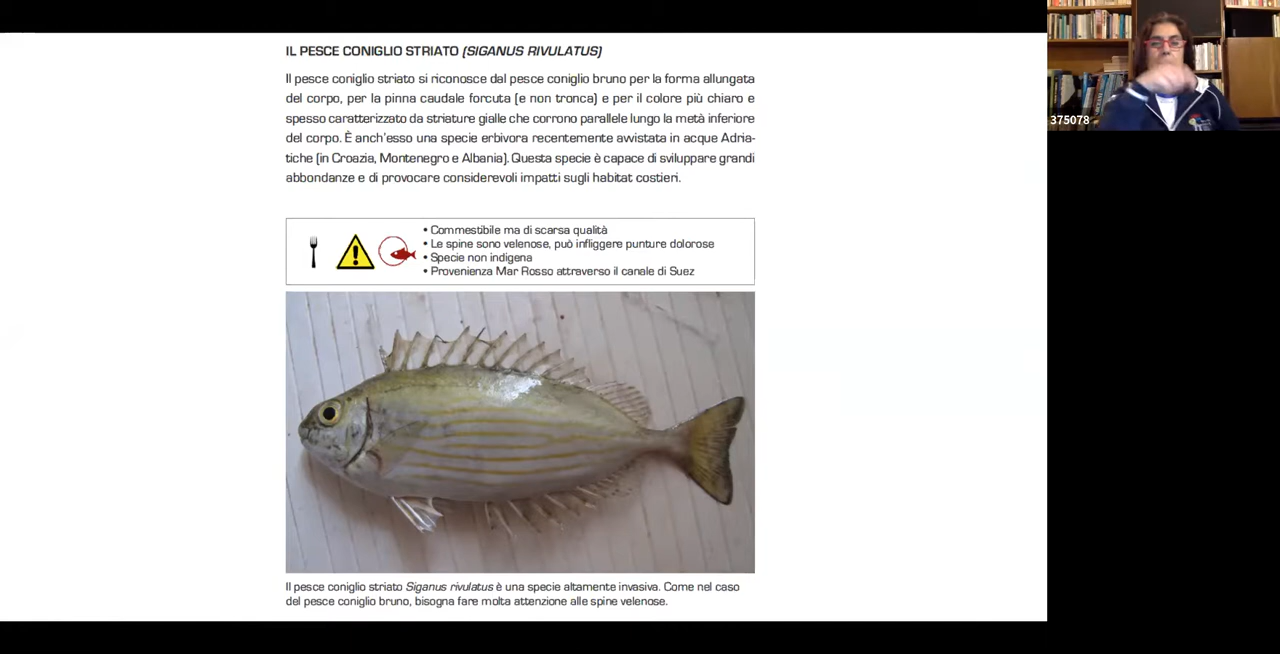 IL PESCE CONIGLIO STRIATO (SIGANUS RIVULATUS)
Il pesce coniglio striato si riconosce dal pesce coniglio bruno per la forma allungata
del corpo, per la pinna caudale forcuta (e non tronca) e per il colore più chiaro e
spesso caratterizzato da striature gialle che corrono parallele lungo la metà inferiore
del corpo. È anch'esso una specie erbivora recentemente avvistata in acque Adria-
tiche (in Croazia, Montenegro e Albania). Questa specie è capace di sviluppare grandi
abbondanze e di provocare considerevoli impatti sugli habitat costieri.
• Commestibile ma di scarsa qualità
• Le spine sono velenose, può infliggere punture dolorose
• Specie non indigena
• Provenienza Mar Rosso attraverso il canale di Suez
Il pesce coniglio striato Siganus rivulatus è una specie altamente invasiva. Come nel caso
del pesce coniglio bruno, bisogna fare molta attenzione alle spine velenose.
375078